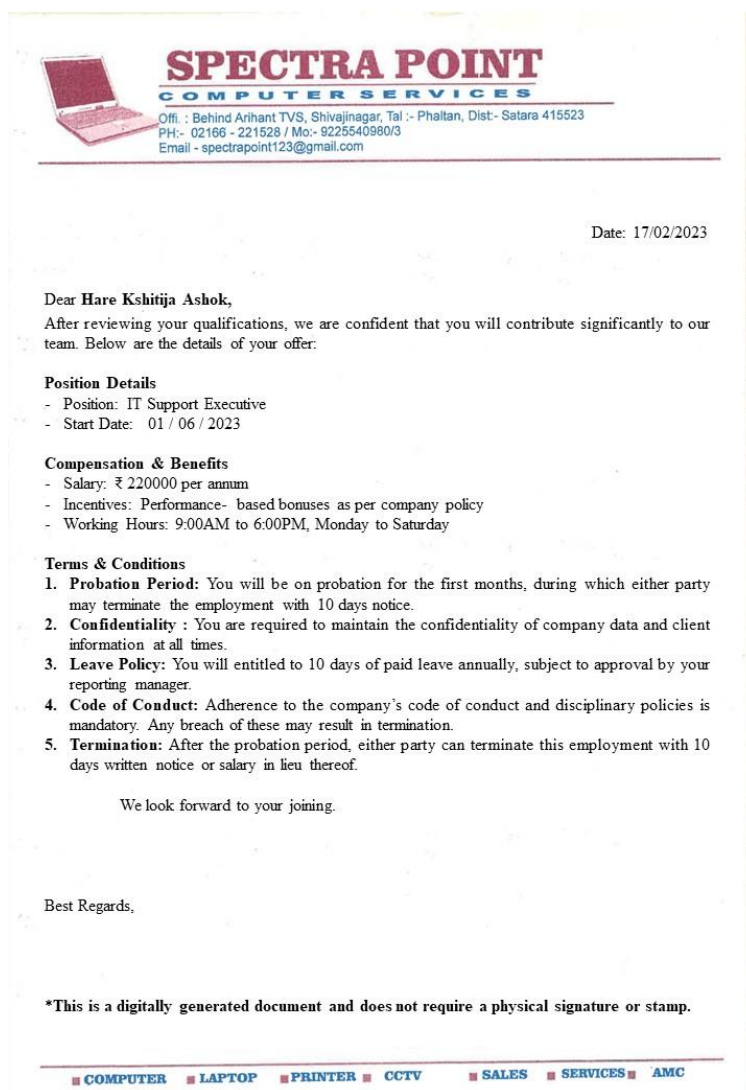 SPECTRA POINT
COMPUTER SERVICES
Offi. : Behind Arihant TVS, Shivajinagar, Tal :- Phaltan, Dist:- Satara 415523
PH:- 02166 - 221528 / Mo:- 9225540980/3
Email - spectrapoint123@gmail.com
Date: 17/02/2023
Dear Hare Kshitija Ashok,
After reviewing your qualifications, we are confident that you will contribute significantly to our
team. Below are the details of your offer:
Position Details
- Position: IT Support Executive
- Start Date: 01 / 06 / 2023
Compensation & Benefits
- Salary: ₹ 220000 per annum
- Incentives: Performance- based bonuses as per company policy
- Working Hours: 9:00AM to 6:00PM, Monday to Saturday
Terms & Conditions
1. Probation Period: You will be on probation for the first months, during which either party
may terminate the employment with 10 days notice.
2. Confidentiality : You are required to maintain the confidentiality of company data and client
information at all times.
3. Leave Policy: You will entitled to 10 days of paid leave annually, subject to approval by your
reporting manager.
4. Code of Conduct: Adherence to the company's code of conduct and disciplinary policies is
mandatory. Any breach of these may result in termination.
5. Termination: After the probation period, either party can terminate this employment with 10
days written notice or salary in lieu thereof.
We look forward to your joining.
Best Regards,
*This is a digitally generated document and does not require a physical signature or stamp.
COMPUTER LAPTOP PRINTER CCTV SALES SERVICES AMC